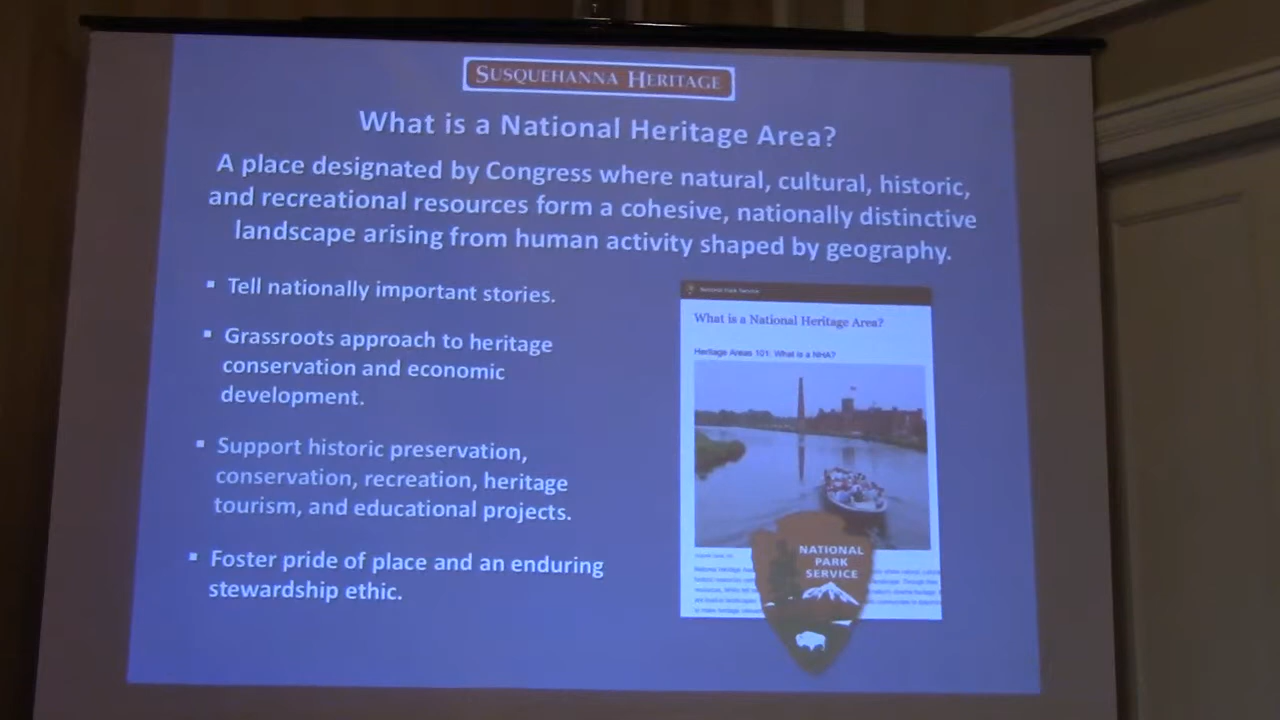 SUSQUEHANNA HERITAGE
What is a National Heritage Area?
A place designated by Congress where natural, cultural, historic,
and recreational resources form a cohesive, nationally distinctive
landscape arising from human activity shaped by geography.
▪ Tell nationally important stories.
▪ Grassroots approach to heritage
conservation and economic
development.
▪ Support historic preservation,
conservation, recreation, heritage
tourism, and educational projects.
▪ Foster pride of place and an enduring
stewardship ethic.
National Park Service
What is a National Heritage Area?
Heritage Areas 101: What is a NHA?
NATIONAL
PARK
SERVICE